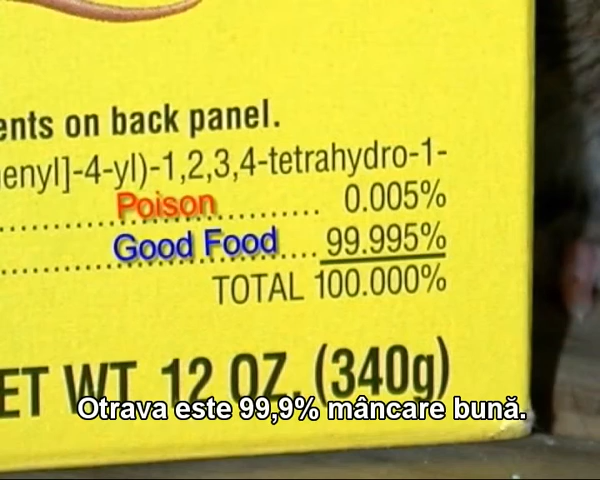 ents on back panel.
enyl]-4-yl)-1,2,3,4-tetrahydro-1-
Poison 0.005%
Good Food 99.995%
TOTAL 100.000%
ET WT. 12 OZ. (340g)
Otrava este 99,9% mâncare bună.